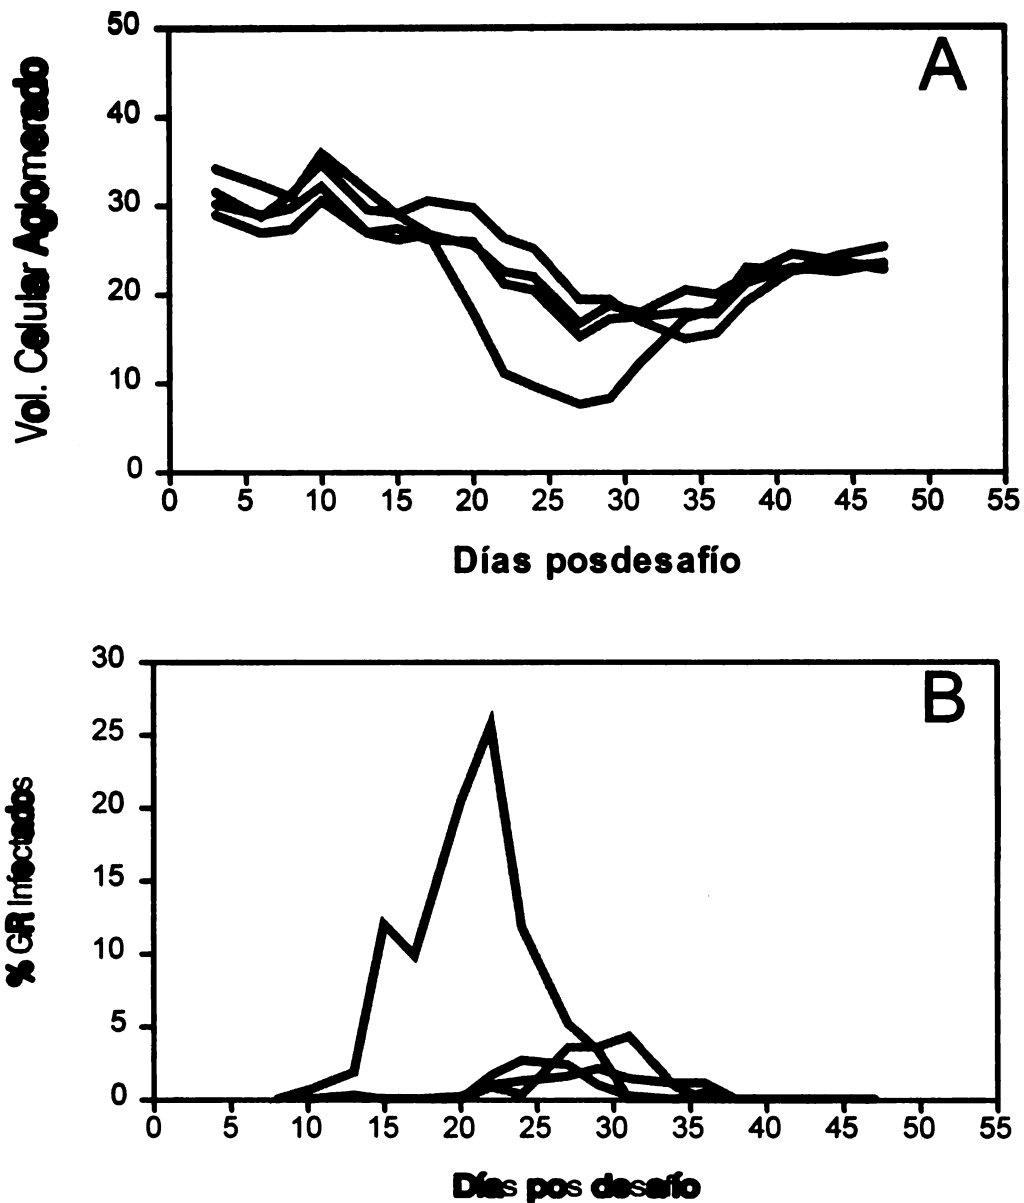 A
Vol. Celular Aglomerado
50
40
30
20
10
0
0 5 10 15 20 25 30 35 40 45 50 55
Días posdesafío
B
% GR Infectados
30
25
20
15
10
5
0
0 5 10 15 20 25 30 35 40 45 50 55
Días pos desafío